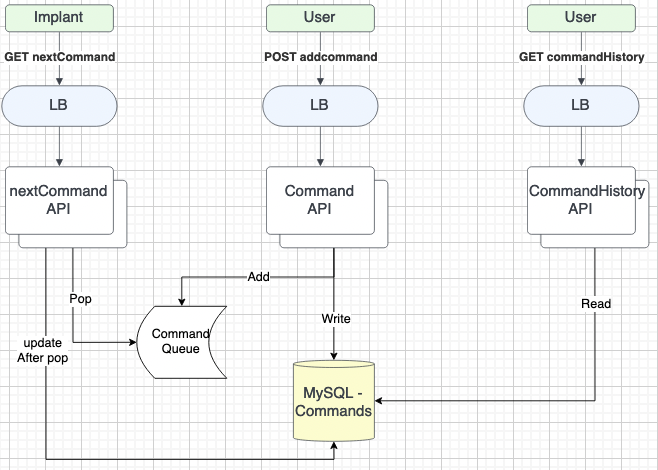 Implant
User
User
GET nextCommand
POST addcommand
GET commandHistory
LB
LB
LB
nextCommand
API
Command
API
CommandHistory
API
Add
Pop
Read
Write
Command
Queue
update
After pop
MySQL -
Commands